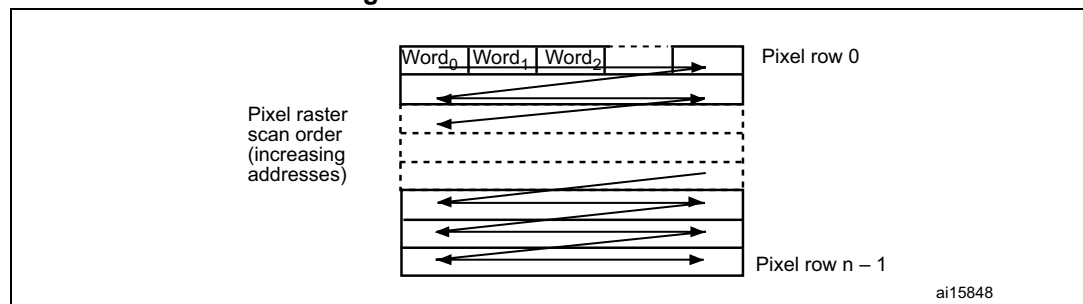 Word0 Word1 Word2
Pixel row 0
Pixel raster
scan order
(increasing
addresses)
Pixel row n – 1
ai15848